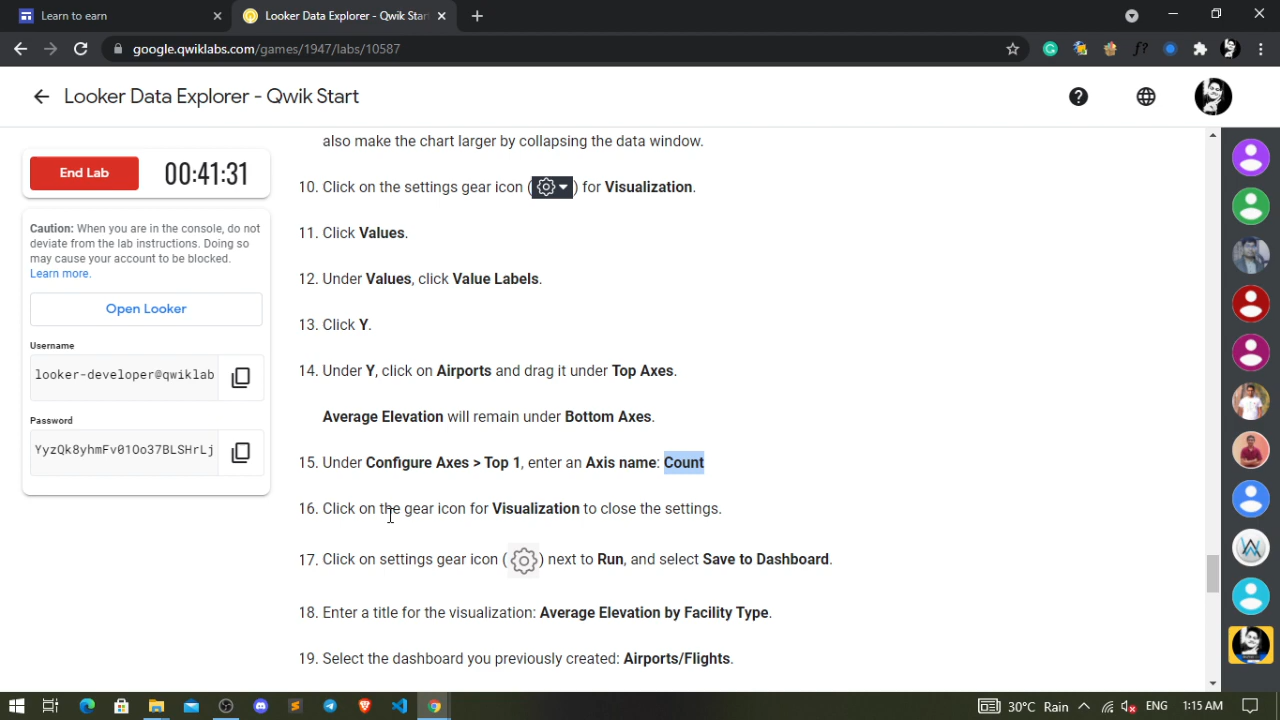 Learn to earn
Looker Data Explorer - Qwik Star
google.qwiklabs.com/games/1947/labs/10587
Looker Data Explorer - Qwik Start
End Lab
00:41:31
Caution: When you are in the console, do not
deviate from the lab instructions. Doing so
may cause your account to be blocked.
Learn more.
Open Looker
Username
looker-developer@qwiklab
Password
YyzQk8yhmFv01Oo37BLSHrLj
also make the chart larger by collapsing the data window.
10. Click on the settings gear icon ( ) for Visualization.
11. Click Values.
12. Under Values, click Value Labels.
13. Click Y.
14. Under Y, click on Airports and drag it under Top Axes.
Average Elevation will remain under Bottom Axes.
15. Under Configure Axes > Top 1, enter an Axis name: Count
16. Click on the gear icon for Visualization to close the settings.
17. Click on settings gear icon ( ) next to Run, and select Save to Dashboard.
18. Enter a title for the visualization: Average Elevation by Facility Type.
19. Select the dashboard you previously created: Airports/Flights.
30°C Rain
ENG
1:15 AM